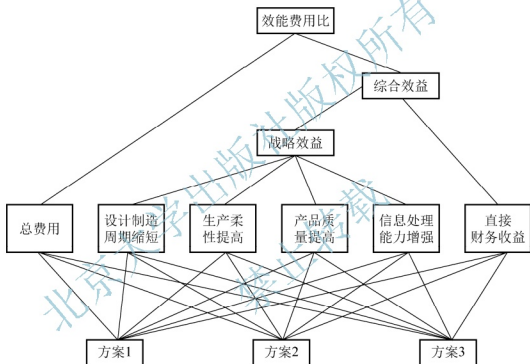 效能费用比
综合效益
战略效益
总费用
设计制造
周期缩短
生产柔
性提高
产品质
量提高
信息处理
能力增强
直接
财务收益
方案1
方案2
方案3
北京大学出版社版权所有
禁止转载